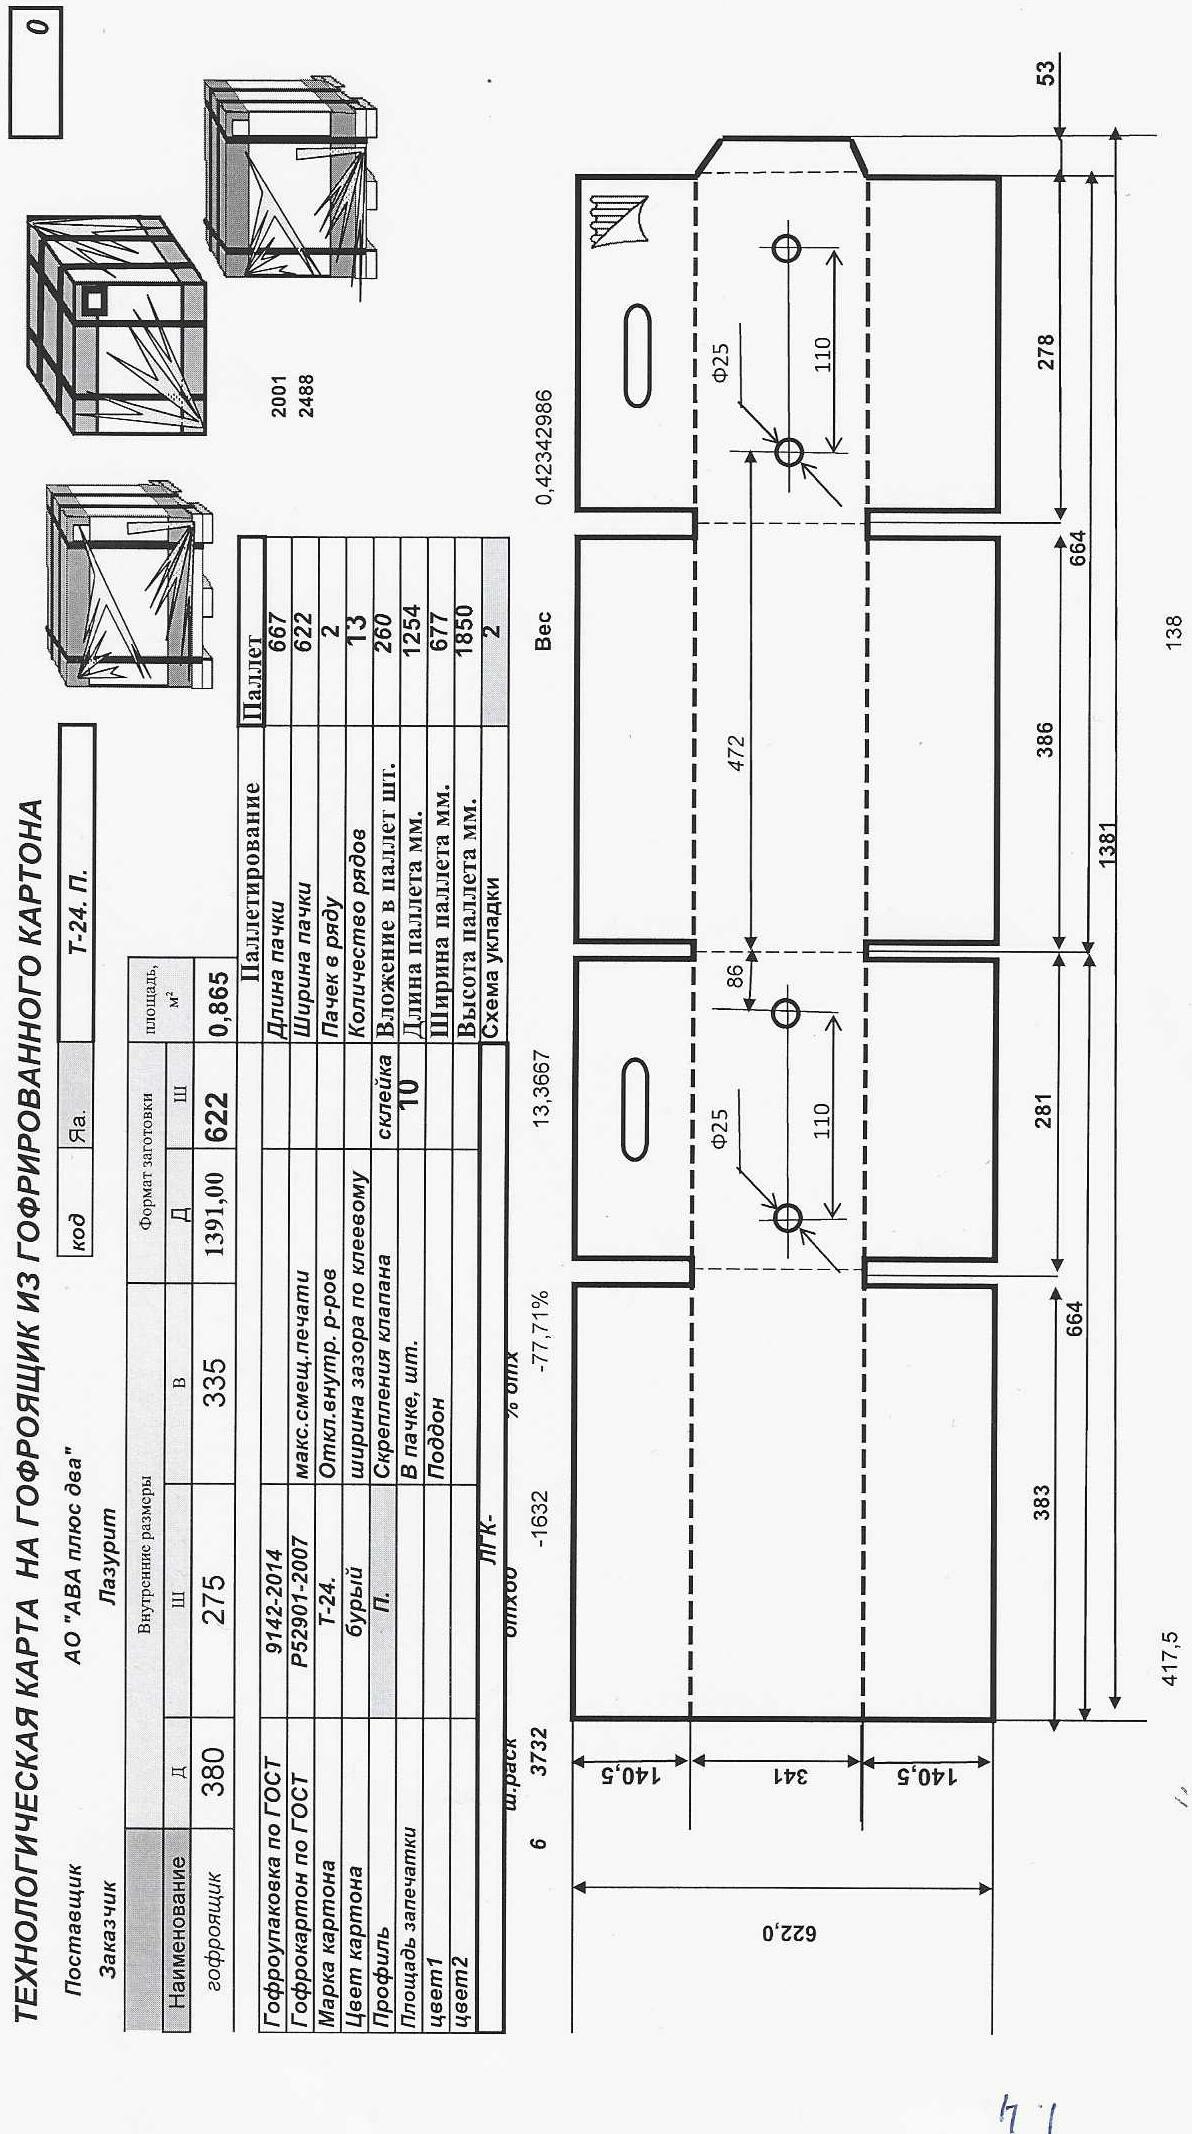 ТЕХНОЛОГИЧЕСКАЯ КАРТА НА ГОФРОЯЩИК ИЗ ГОФРИРОВАННОГО КАРТОНА
0
Поставщик АО "АВА плюс два" код Яа. Т-24. П.
Заказчик Лазурит
Внутренние размеры Формат заготовки площадь, м²
Наименование Д Ш В Д Ш
гофроящик 380 275 335 1391,00 622 0,865
Паллетирование Паллет
Гофроупаковка по ГОСТ 9142-2014 Длина пачки 667 2001
Гофрокартон по ГОСТ Р52901-2007 макс.смещ.печати Ширина пачки 622 2488
Марка картона Т-24. Откл.внутр. р-ров Пачек в ряду 2
Цвет картона бурый ширина зазора по клеевому Количество рядов 13
Профиль П. Скрепления клапана склейка Вложение в паллет шт. 260
Площадь запечатки В пачке, шт. 10 Длина паллета мм. 1254
цвет1 Поддон Ширина паллета мм. 677
цвет2 Высота паллета мм. 1850
ЛГК- Схема укладки 2
ш.раск отход % отх
6 3732 -1632 -77,71% 13,3667 Вес 0,42342986
140,5
Ф25 86 472 Ф25
622,0 341
110 110
140,5
383 281 386 278 53
664 664
1381
417,5 138